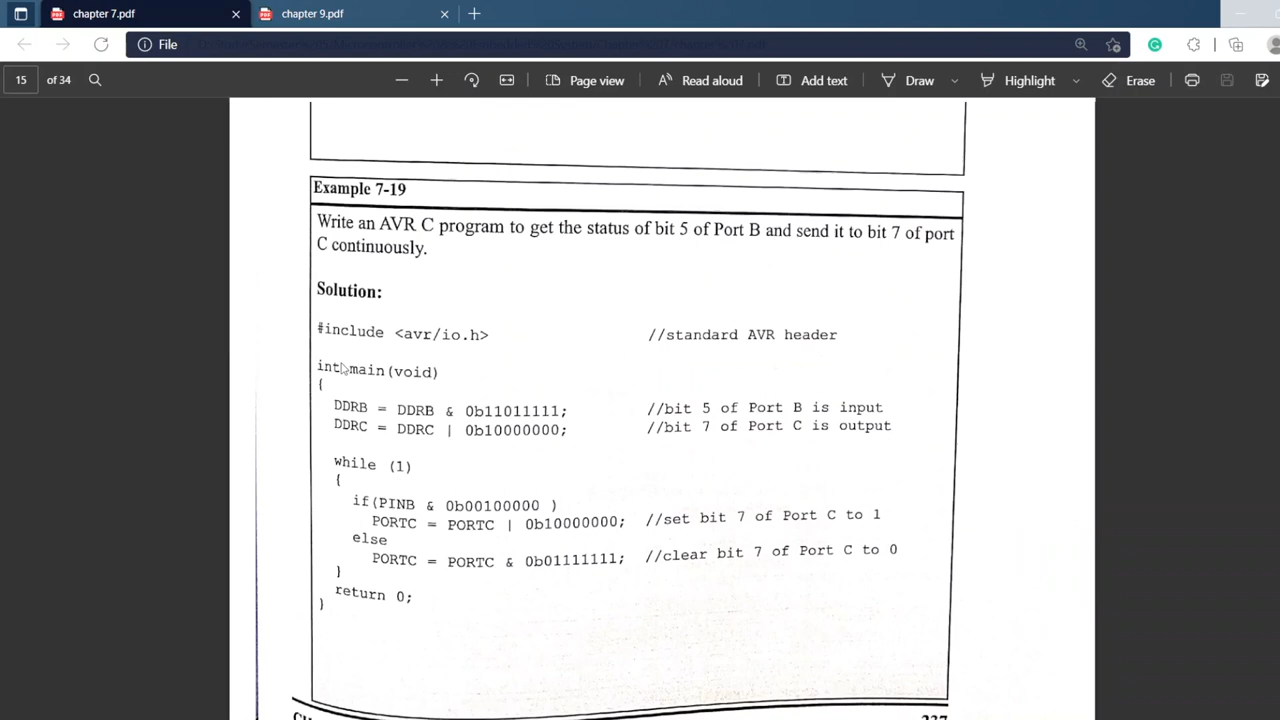 chapter 7.pdf
chapter 9.pdf
File
15 of 34
Page view
Read aloud
Add text
Draw
Highlight
Erase
Example 7-19
Write an AVR C program to get the status of bit 5 of Port B and send it to bit 7 of port
C continuously.
Solution:
#include <avr/io.h> //standard AVR header
int main(void)
{
DDRB = DDRB & 0b11011111; //bit 5 of Port B is input
DDRC = DDRC | 0b10000000; //bit 7 of Port C is output
while (1)
{
if(PINB & 0b00100000 )
PORTC = PORTC | 0b10000000; //set bit 7 of Port C to 1
else
PORTC = PORTC & 0b01111111; //clear bit 7 of Port C to 0
}
return 0;
}